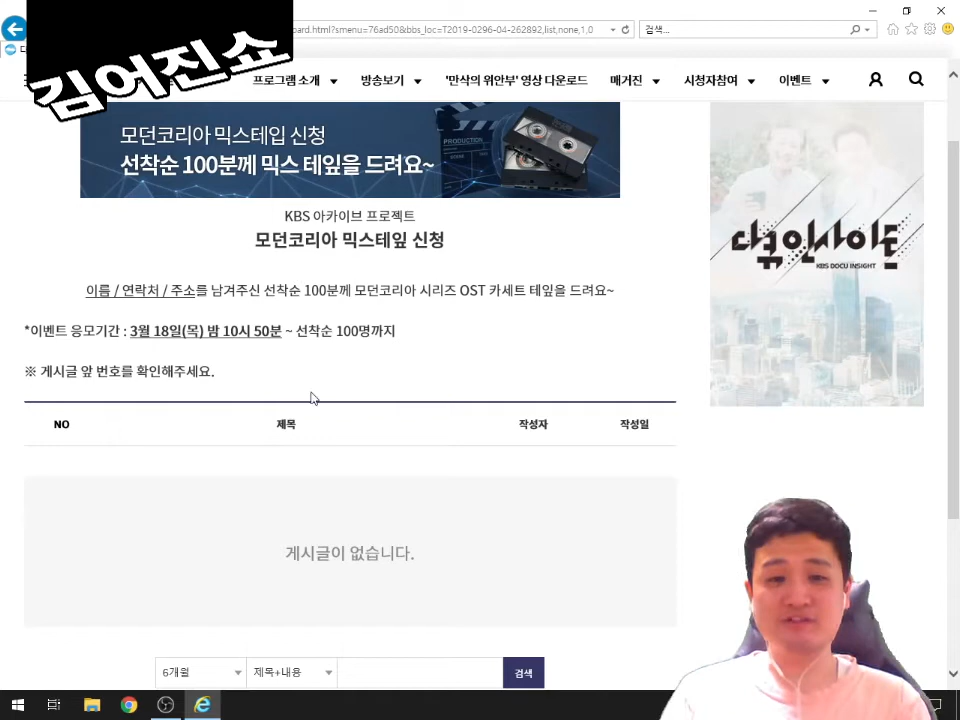 김어진쇼
oard.html?smenu=76ad50&bbs_loc=T2019-0296-04-262892,list,none,1,0
검색...
프로그램 소개
방송보기
'만삭의 위안부' 영상 다운로드
매거진
시청자참여
이벤트
모던코리아 믹스테입 신청
선착순 100분께 믹스 테잎을 드려요~
PRODUCTION
KBS 아카이브 프로젝트
모던코리아 믹스테잎 신청
이름 / 연락처 / 주소를 남겨주신 선착순 100분께 모던코리아 시리즈 OST 카세트 테잎을 드려요~
*이벤트 응모기간 : 3월 18일(목) 밤 10시 50분 ~ 선착순 100명까지
※ 게시글 앞 번호를 확인해주세요.
NO
제목
작성자
작성일
게시글이 없습니다.
6개월
제목+내용
검색
다큐인사이트
KBS DOCU INSIGHT